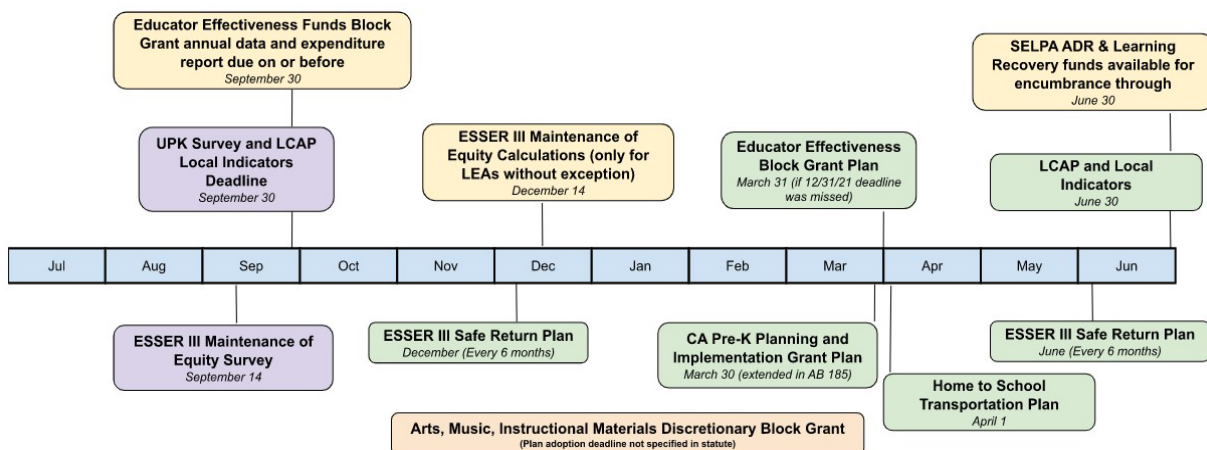 Educator Effectiveness Funds Block
Grant annual data and expenditure
report due on or before
September 30
SELPA ADR & Learning
Recovery funds available for
encumbrance through
June 30
UPK Survey and LCAP
Local Indicators
Deadline
September 30
ESSER III Maintenance of
Equity Calculations (only for
LEAs without exception)
December 14
Educator Effectiveness
Block Grant Plan
March 31 (if 12/31/21 deadline
was missed)
LCAP and Local
Indicators
June 30
Jul Aug Sep Oct Nov Dec Jan Feb Mar Apr May Jun
ESSER III Maintenance of
Equity Survey
September 14
ESSER III Safe Return Plan
December (Every 6 months)
CA Pre-K Planning and
Implementation Grant Plan
March 30 (extended in AB 185)
ESSER III Safe Return Plan
June (Every 6 months)
Home to School
Transportation Plan
April 1
Arts, Music, Instructional Materials Discretionary Block Grant
(Plan adoption deadline not specified in statute)